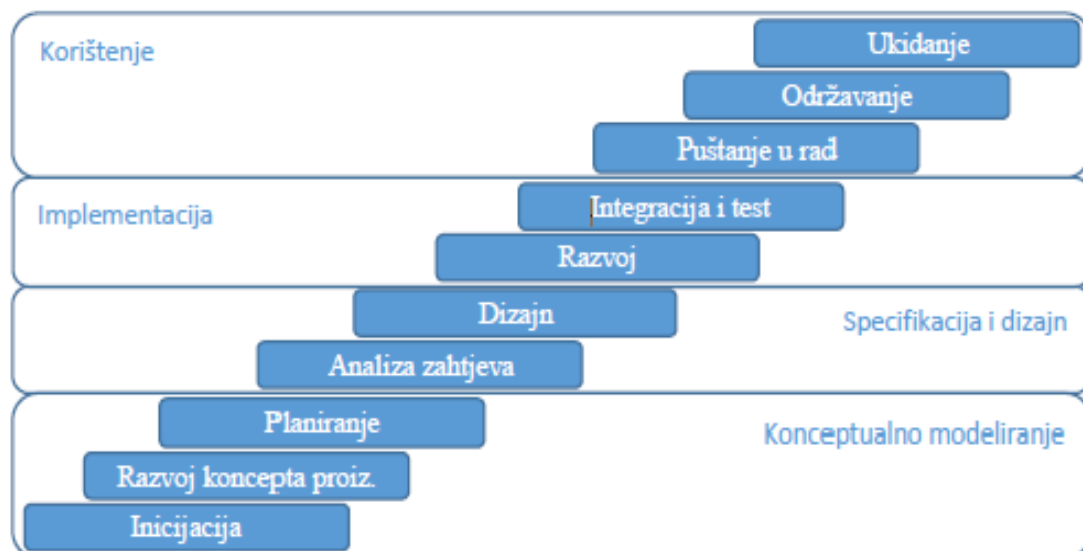 Korištenje
Ukidanje
Održavanje
Puštanje u rad
Implementacija
Integracija i test
Razvoj
Dizajn
Specifikacija i dizajn
Analiza zahtjeva
Planiranje
Konceptualno modeliranje
Razvoj koncepta proiz.
Inicijacija